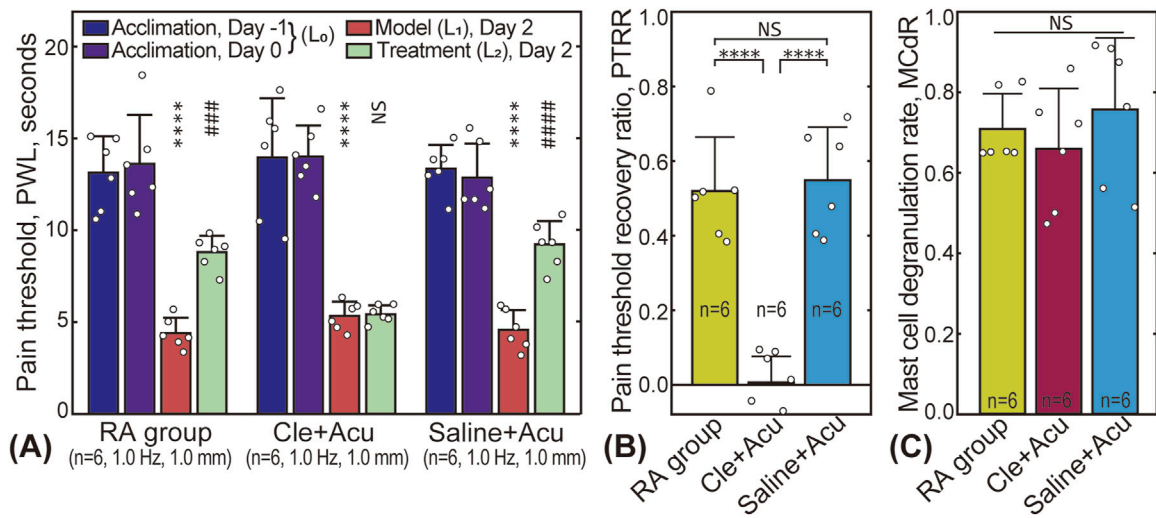 Acclimation, Day -1
Acclimation, Day 0
} (L₀)
Model (L₁), Day 2
Treatment (L₂), Day 2
Pain threshold, PWL, seconds
20
15
10
5
0
****
###
****
NS
****
####
RA group
(n=6, 1.0 Hz, 1.0 mm)
Cle+Acu
(n=6, 1.0 Hz, 1.0 mm)
Saline+Acu
(n=6, 1.0 Hz, 1.0 mm)
(A)
Pain threshold recovery ratio, PTRR
1.0
0.8
0.6
0.4
0.2
0.0
NS
**** ****
n=6
n=6
n=6
RA group
Cle+Acu
Saline+Acu
(B)
Mast cell degranulation rate, MCdR
1.0
0.8
0.6
0.4
0.2
0.0
NS
n=6
n=6
n=6
RA group
Cle+Acu
Saline+Acu
(C)